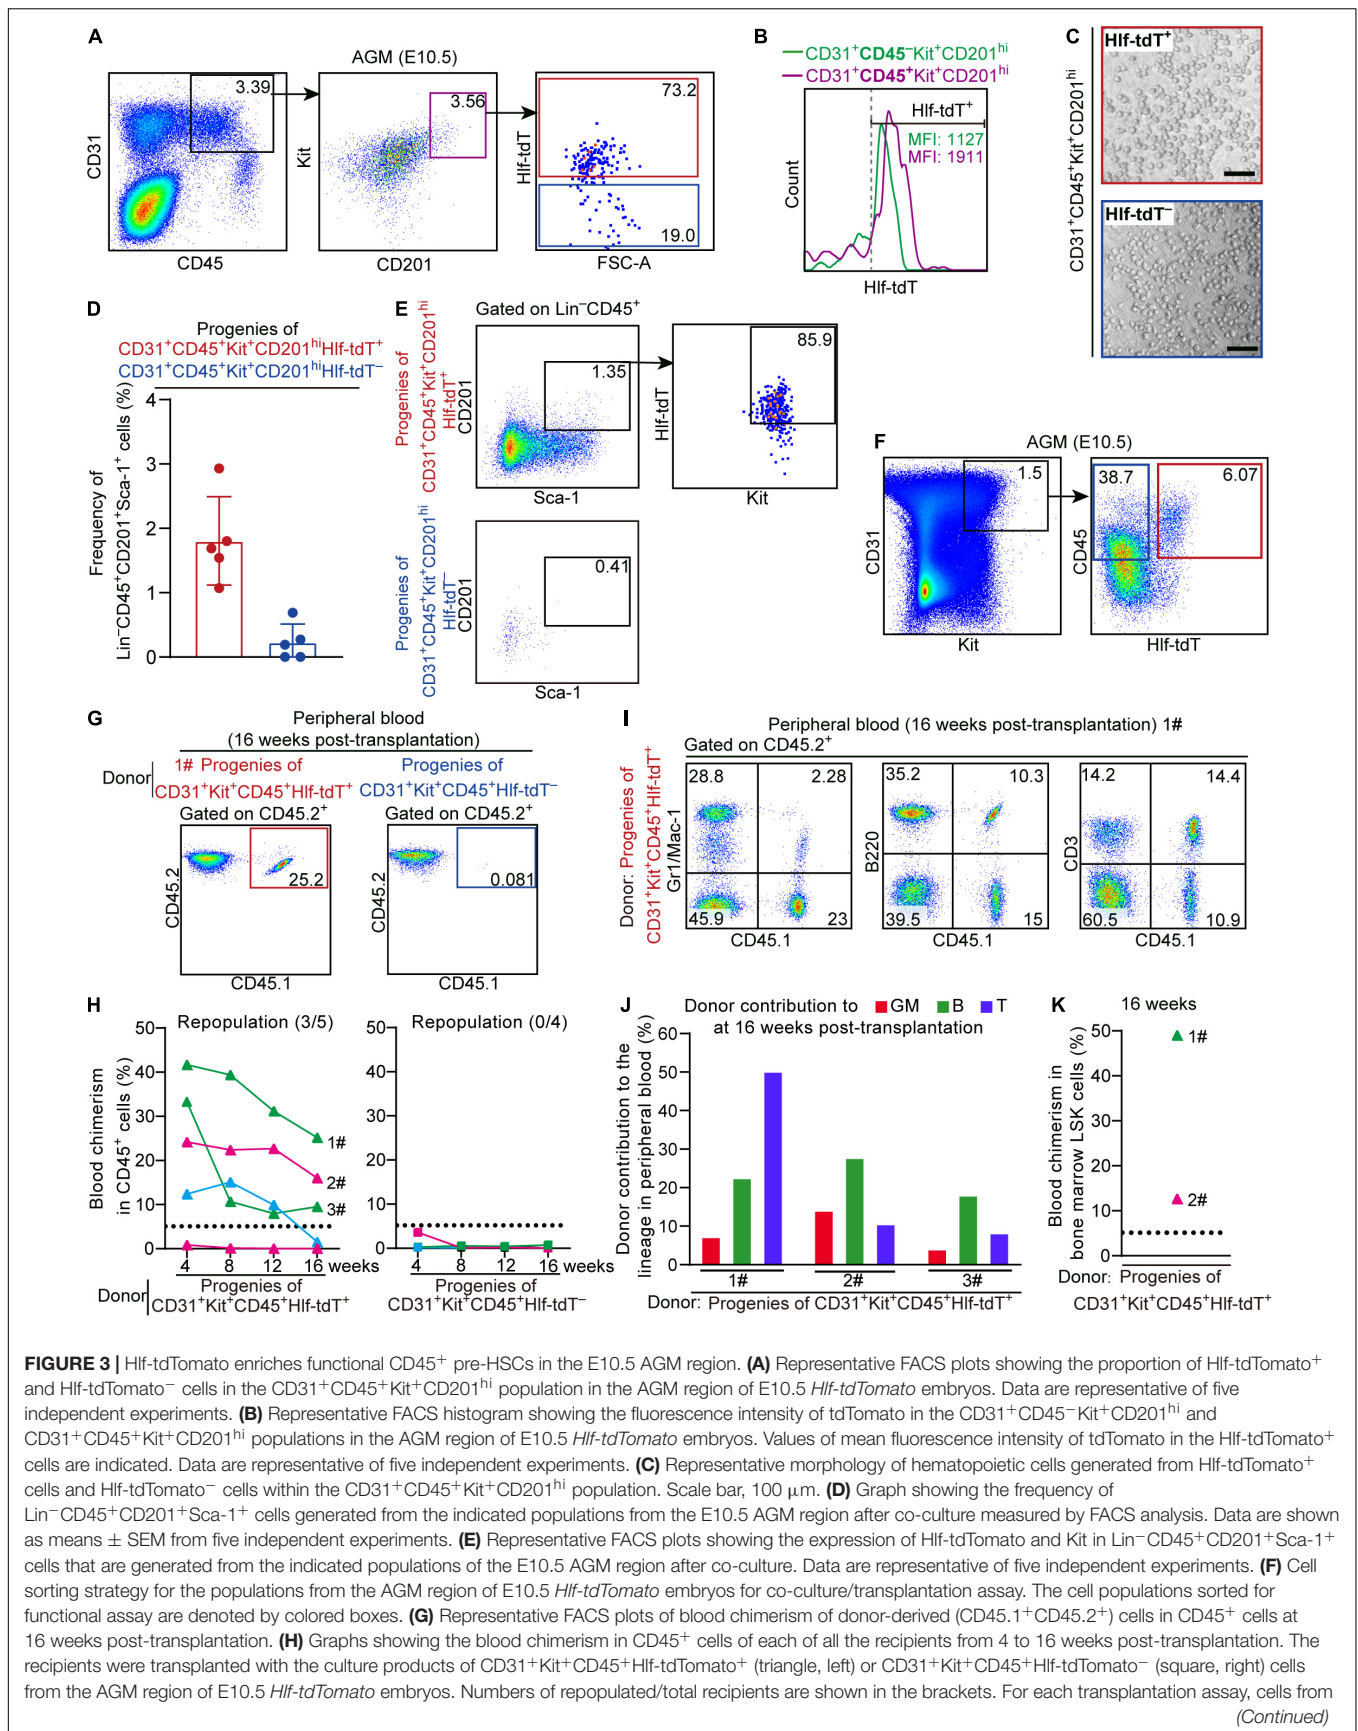 A
AGM (E10.5)
3.39
3.56
73.2
19.0
CD31
CD45
Kit
CD201
Hlf-tdT
FSC-A
B
CD31⁺CD45⁻Kit⁺CD201ʰⁱ
CD31⁺CD45⁺Kit⁺CD201ʰⁱ
Hlf-tdT⁺
MFI: 1127
MFI: 1911
Count
Hlf-tdT
C
CD31⁺CD45⁺Kit⁺CD201ʰⁱ
Hlf-tdT⁺
Hlf-tdT⁻
D
Progenies of
CD31⁺CD45⁺Kit⁺CD201ʰⁱHlf-tdT⁺
CD31⁺CD45⁺Kit⁺CD201ʰⁱHlf-tdT⁻
Frequency of
Lin⁻CD45⁺CD201⁺Sca-1⁺ cells (%)
4
3
2
1
0
E
Gated on Lin⁻CD45⁺
Progenies of
CD31⁺CD45⁺Kit⁺CD201ʰⁱ
Hlf-tdT⁺
CD201
1.35
Sca-1
Hlf-tdT
85.9
Kit
Progenies of
CD31⁺CD45⁺Kit⁺CD201ʰⁱ
Hlf-tdT⁻
CD201
0.41
Sca-1
F
AGM (E10.5)
1.5
CD31
Kit
38.7
6.07
CD45
Hlf-tdT
G
Peripheral blood
(16 weeks post-transplantation)
Donor
1# Progenies of
CD31⁺Kit⁺CD45⁺Hlf-tdT⁺
Progenies of
CD31⁺Kit⁺CD45⁺Hlf-tdT⁻
Gated on CD45.2⁺
Gated on CD45.2⁺
CD45.2
25.2
CD45.1
CD45.2
0.081
CD45.1
I
Peripheral blood (16 weeks post-transplantation) 1#
Gated on CD45.2⁺
Donor: Progenies of
CD31⁺Kit⁺CD45⁺Hlf-tdT⁺
Gr1/Mac-1
28.8
2.28
45.9
23
CD45.1
B220
35.2
10.3
39.5
15
CD45.1
CD3
14.2
14.4
60.5
10.9
CD45.1
H
Repopulation (3/5)
Blood chimerism
in CD45⁺ cells (%)
50
40
30
20
10
0
1#
2#
3#
4 8 12 16 weeks
Repopulation (0/4)
50
40
30
20
10
0
4 8 12 16 weeks
Donor
Progenies of
CD31⁺Kit⁺CD45⁺Hlf-tdT⁺
Progenies of
CD31⁺Kit⁺CD45⁺Hlf-tdT⁻
J
Donor contribution to GM B T
at 16 weeks post-transplantation
Donor contribution to the
lineage in peripheral blood (%)
60
50
40
30
20
10
0
1# 2# 3#
Donor: Progenies of CD31⁺Kit⁺CD45⁺Hlf-tdT⁺
K
16 weeks
Blood chimerism in
bone marrow LSK cells (%)
50
40
30
20
10
0
1#
2#
Donor: Progenies of
CD31⁺Kit⁺CD45⁺Hlf-tdT⁺
FIGURE 3 | Hlf-tdTomato enriches functional CD45⁺ pre-HSCs in the E10.5 AGM region. (A) Representative FACS plots showing the proportion of Hlf-tdTomato⁺
and Hlf-tdTomato⁻ cells in the CD31⁺CD45⁺Kit⁺CD201ʰⁱ population in the AGM region of E10.5 Hlf-tdTomato embryos. Data are representative of five
independent experiments. (B) Representative FACS histogram showing the fluorescence intensity of tdTomato in the CD31⁺CD45⁻Kit⁺CD201ʰⁱ and
CD31⁺CD45⁺Kit⁺CD201ʰⁱ populations in the AGM region of E10.5 Hlf-tdTomato embryos. Values of mean fluorescence intensity of tdTomato in the Hlf-tdTomato⁺
cells are indicated. Data are representative of five independent experiments. (C) Representative morphology of hematopoietic cells generated from Hlf-tdTomato⁺
cells and Hlf-tdTomato⁻ cells within the CD31⁺CD45⁺Kit⁺CD201ʰⁱ population. Scale bar, 100 μm. (D) Graph showing the frequency of
Lin⁻CD45⁺CD201⁺Sca-1⁺ cells generated from the indicated populations from the E10.5 AGM region after co-culture measured by FACS analysis. Data are shown
as means ± SEM from five independent experiments. (E) Representative FACS plots showing the expression of Hlf-tdTomato and Kit in Lin⁻CD45⁺CD201⁺Sca-1⁺
cells that are generated from the indicated populations of the E10.5 AGM region after co-culture. Data are representative of five independent experiments. (F) Cell
sorting strategy for the populations from the AGM region of E10.5 Hlf-tdTomato embryos for co-culture/transplantation assay. The cell populations sorted for
functional assay are denoted by colored boxes. (G) Representative FACS plots of blood chimerism of donor-derived (CD45.1⁺CD45.2⁺) cells in CD45⁺ cells at
16 weeks post-transplantation. (H) Graphs showing the blood chimerism in CD45⁺ cells of each of all the recipients from 4 to 16 weeks post-transplantation. The
recipients were transplanted with the culture products of CD31⁺Kit⁺CD45⁺Hlf-tdTomato⁺ (triangle, left) or CD31⁺Kit⁺CD45⁺Hlf-tdTomato⁻ (square, right) cells
from the AGM region of E10.5 Hlf-tdTomato embryos. Numbers of repopulated/total recipients are shown in the brackets. For each transplantation assay, cells from
(Continued)